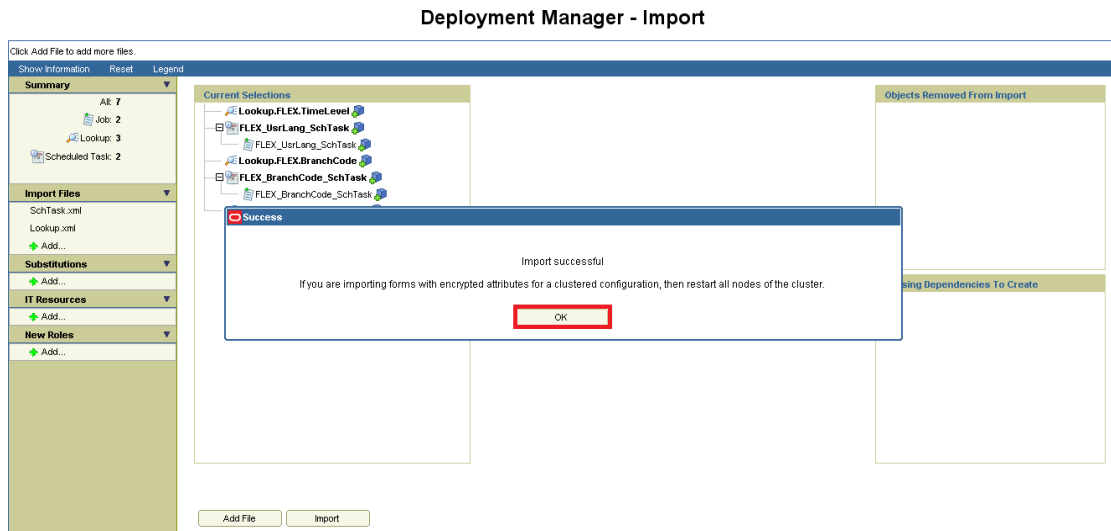 Deployment Manager - Import
Click Add File to add more files.
Show Information Reset Legend
Summary
All: 7
Job: 2
Lookup: 3
Scheduled Task: 2
Import Files
SchTask.xml
Lookup.xml
Add...
Substitutions
Add...
IT Resources
Add...
New Roles
Add...
Current Selections
Lookup.FLEX.TimeLevel
FLEX_UsrLang_SchTask
FLEX_UsrLang_SchTask
Lookup.FLEX.BranchCode
FLEX_BranchCode_SchTask
FLEX_BranchCode_SchTask
Objects Removed From Import
Dependencies To Create
Success
Import successful
If you are importing forms with encrypted attributes for a clustered configuration, then restart all nodes of the cluster.
OK
Add File Import